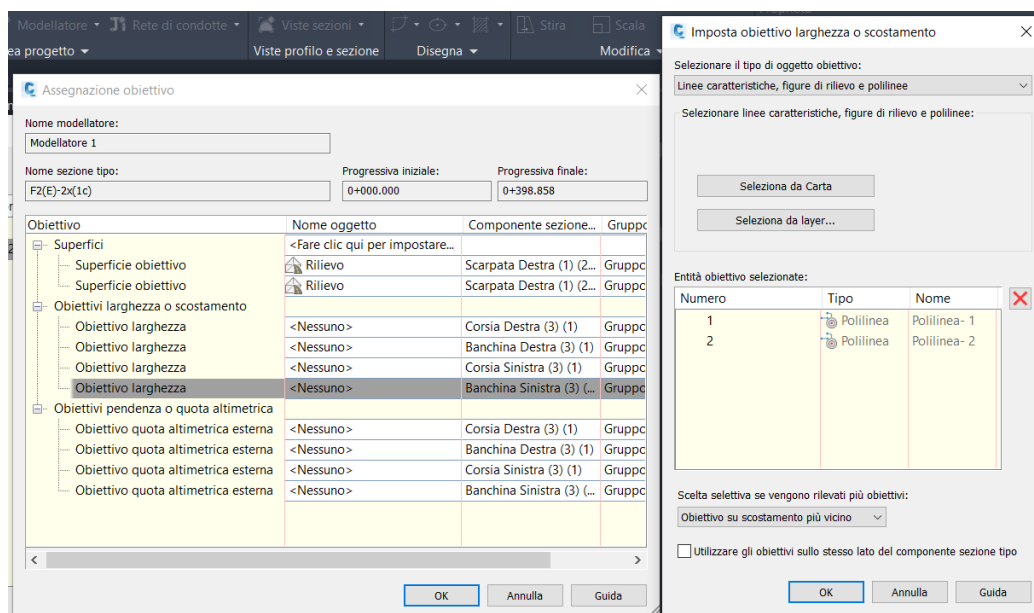 Modellatore
Rete di condotte
Viste sezioni
Stira
Scala
ea progetto
Viste profilo e sezione
Disegna
Modifica
Assegnazione obiettivo
Nome modellatore:
Modellatore 1
Nome sezione tipo:
Progressiva iniziale:
Progressiva finale:
F2(E)-2x(1c)
0+000.000
0+398.858
Obiettivo
Nome oggetto
Componente sezione...
Gruppo
Superfici
<Fare clic qui per impostare...
Superficie obiettivo
Rilievo
Scarpata Destra (1) (2...
Gruppo
Superficie obiettivo
Rilievo
Scarpata Destra (1) (2...
Gruppo
Obiettivi larghezza o scostamento
Obiettivo larghezza
<Nessuno>
Corsia Destra (3) (1)
Gruppo
Obiettivo larghezza
<Nessuno>
Banchina Destra (3) (1)
Gruppo
Obiettivo larghezza
<Nessuno>
Corsia Sinistra (3) (1)
Gruppo
Obiettivo larghezza
<Nessuno>
Banchina Sinistra (3) (...
Gruppo
Obiettivi pendenza o quota altimetrica
Obiettivo quota altimetrica esterna
<Nessuno>
Corsia Destra (3) (1)
Gruppo
Obiettivo quota altimetrica esterna
<Nessuno>
Banchina Destra (3) (1)
Gruppo
Obiettivo quota altimetrica esterna
<Nessuno>
Corsia Sinistra (3) (1)
Gruppo
Obiettivo quota altimetrica esterna
<Nessuno>
Banchina Sinistra (3) (...
Gruppo
OK
Annulla
Guida
Imposta obiettivo larghezza o scostamento
Selezionare il tipo di oggetto obiettivo:
Linee caratteristiche, figure di rilievo e polilinee
Selezionare linee caratteristiche, figure di rilievo e polilinee:
Seleziona da Carta
Seleziona da layer...
Entità obiettivo selezionate:
Numero
Tipo
Nome
1
Polilinea
Polilinea- 1
2
Polilinea
Polilinea- 2
Scelta selettiva se vengono rilevati più obiettivi:
Obiettivo su scostamento più vicino
Utilizzare gli obiettivi sullo stesso lato del componente sezione tipo
OK
Annulla
Guida